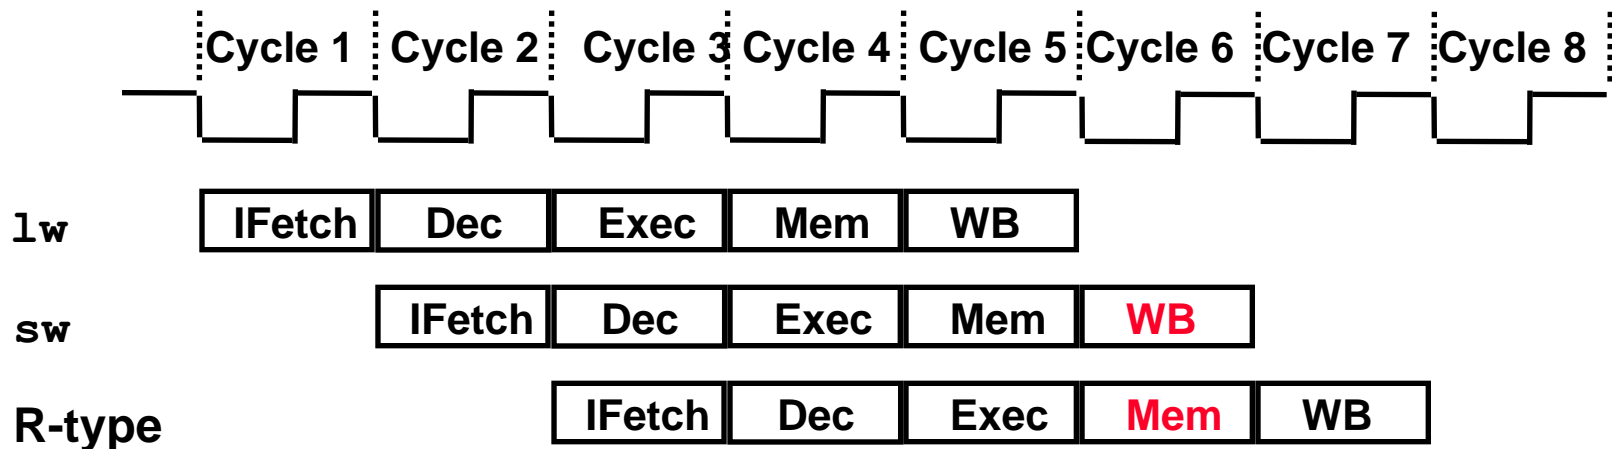 Cycle 1 Cycle 2 Cycle 3 Cycle 4 Cycle 5 Cycle 6 Cycle 7 Cycle 8
lw IFetch Dec Exec Mem WB
sw IFetch Dec Exec Mem WB
R-type IFetch Dec Exec Mem WB